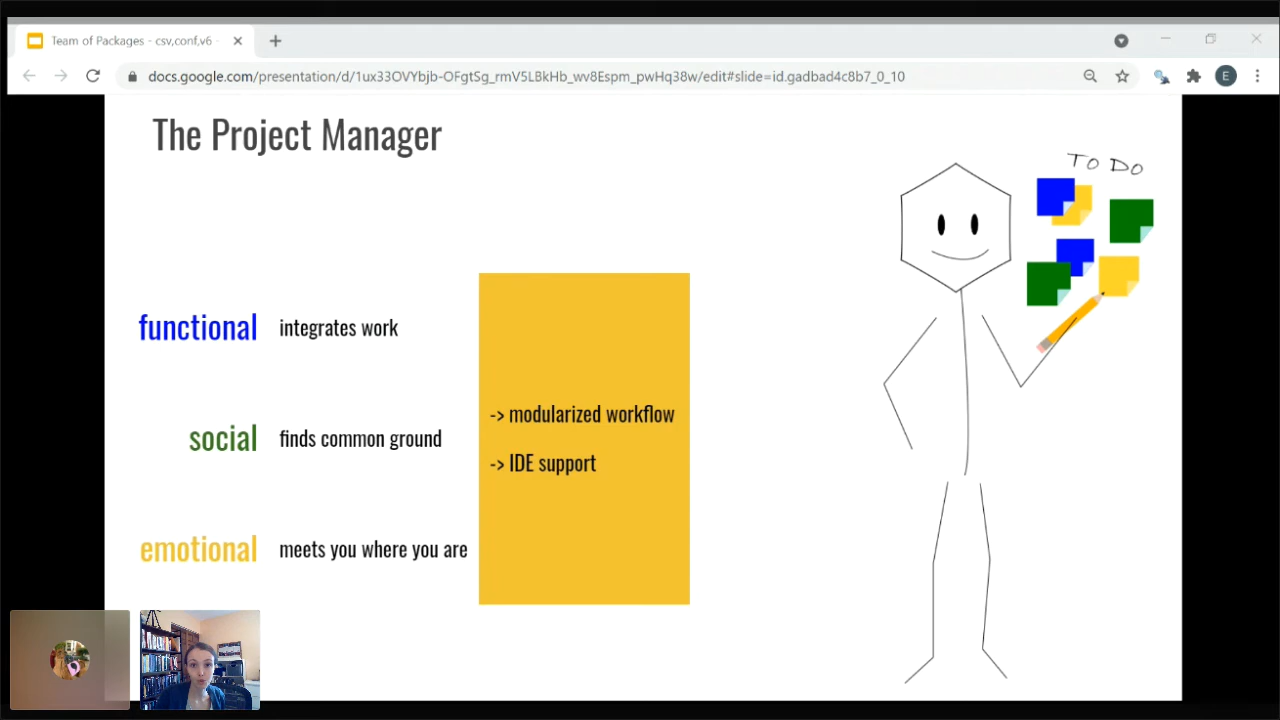 Team of Packages - csv,conf,v6 -
docs.google.com/presentation/d/1ux33OVYbjb-OFgtSg_rmV5LBkHb_wv8Espm_pwHq38w/edit#slide=id.gadbad4c8b7_0_10
E
The Project Manager
TO DO
functional integrates work
-> modularized workflow
social finds common ground
-> IDE support
emotional meets you where you are